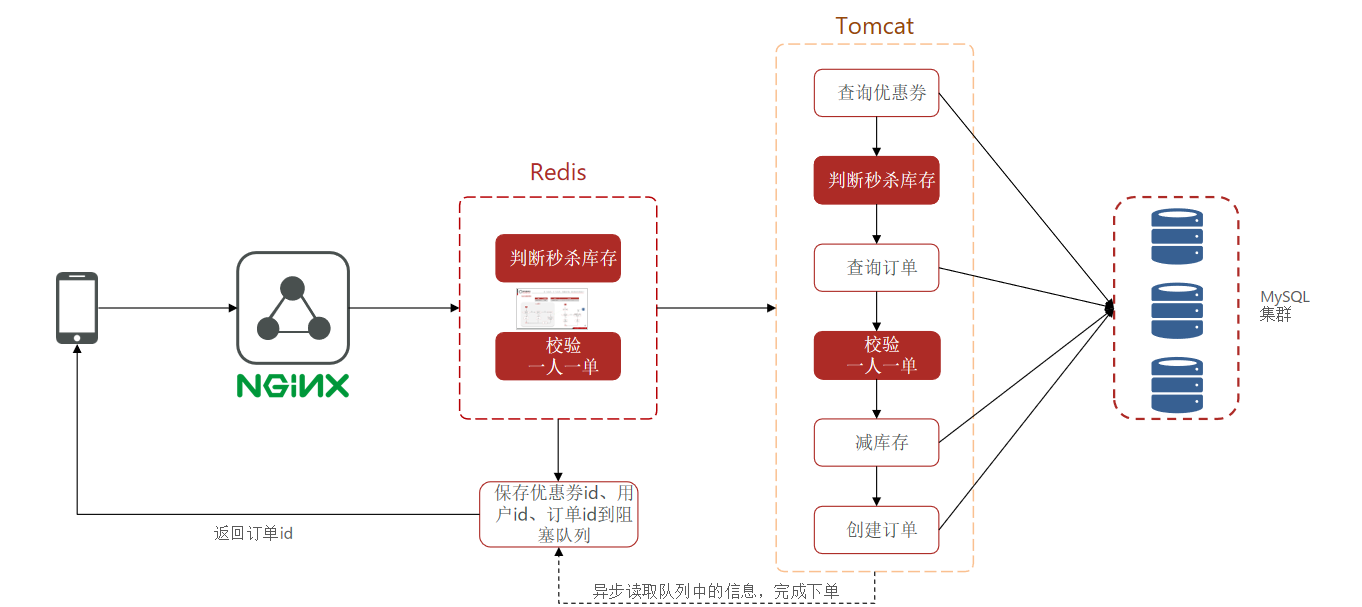 Tomcat
查询优惠券
判断秒杀库存
查询订单
校验
一人一单
减库存
创建订单
Redis
判断秒杀库存
校验
一人一单
NGINX
MySQL
集群
保存优惠券id、用
户id、订单id到阻
塞队列
返回订单id
异步读取队列中的信息，完成下单